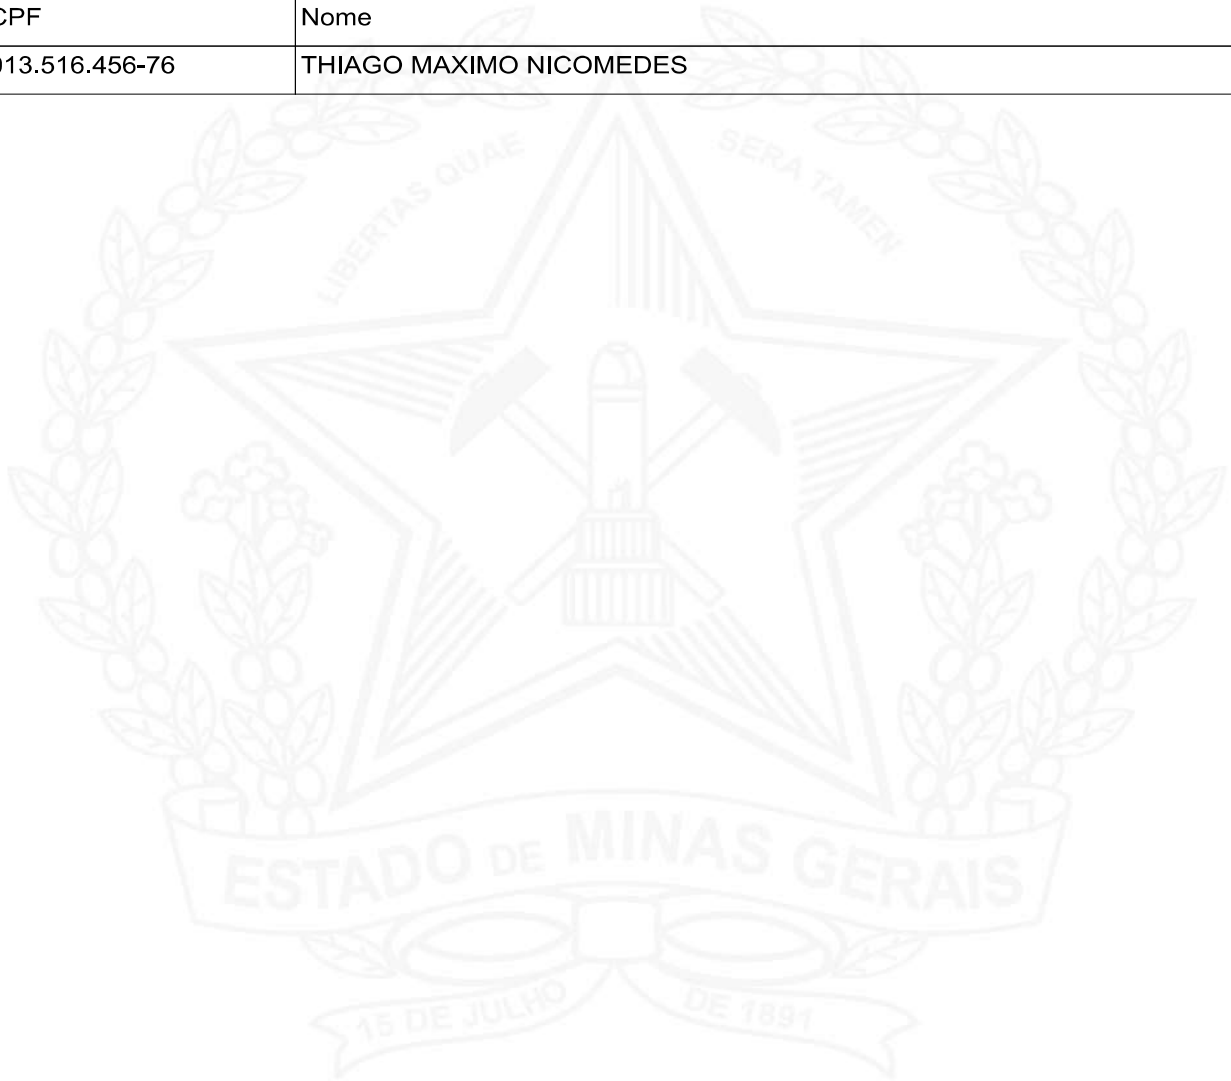 CPF Nome
013.516.456-76 THIAGO MAXIMO NICOMEDES
LIBERTAS QUAE SERA TAMEN
ESTADO DE MINAS GERAIS
15 DE JULHO DE 1891